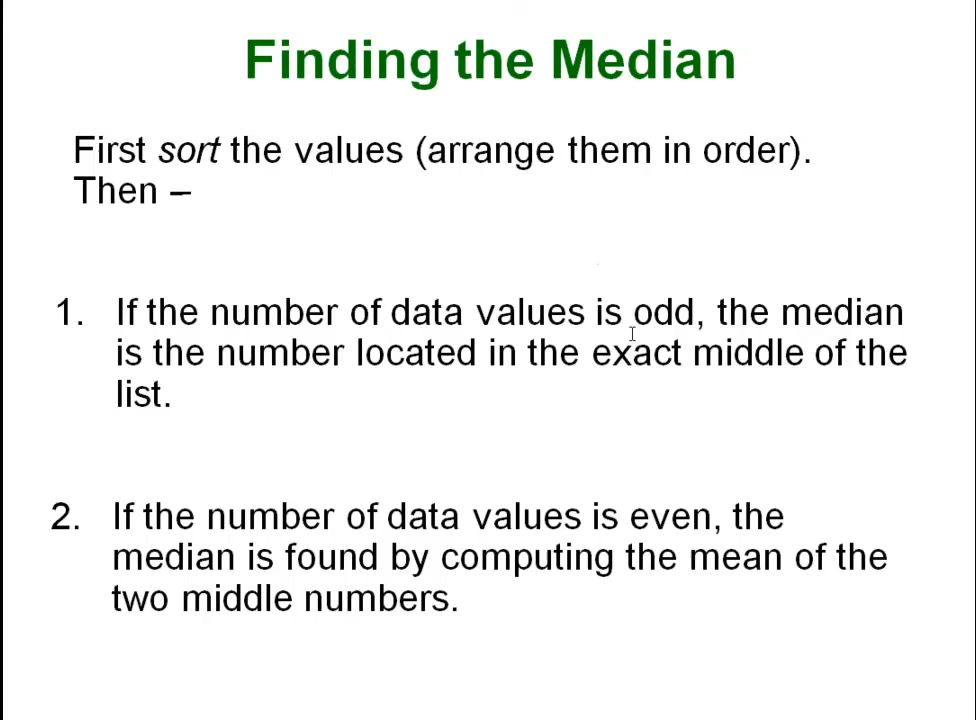 Finding the Median
First sort the values (arrange them in order).
Then –
1. If the number of data values is odd, the median
is the number located in the exact middle of the
list.
2. If the number of data values is even, the
median is found by computing the mean of the
two middle numbers.